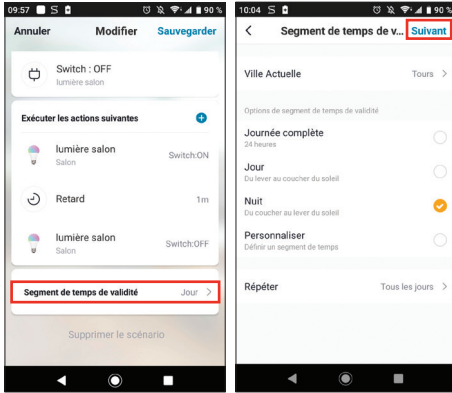 09:57 S 90 %
Annuler Modifier Sauvegarder
Switch : OFF
lumière salon
Exécuter les actions suivantes
lumière salon
Salon
Switch:ON
Retard 1m
lumière salon
Salon
Switch:OFF
Segment de temps de validité Jour >
Supprimer le scénario
10:04 S 90 %
< Segment de temps de v... Suivant
Ville Actuelle Tours >
Options de segment de temps de validité
Journée complète
24 heures
Jour
Du lever au coucher du soleil
Nuit
Du coucher au lever du soleil
Personnaliser
Définir un segment de temps
Répéter Tous les jours >